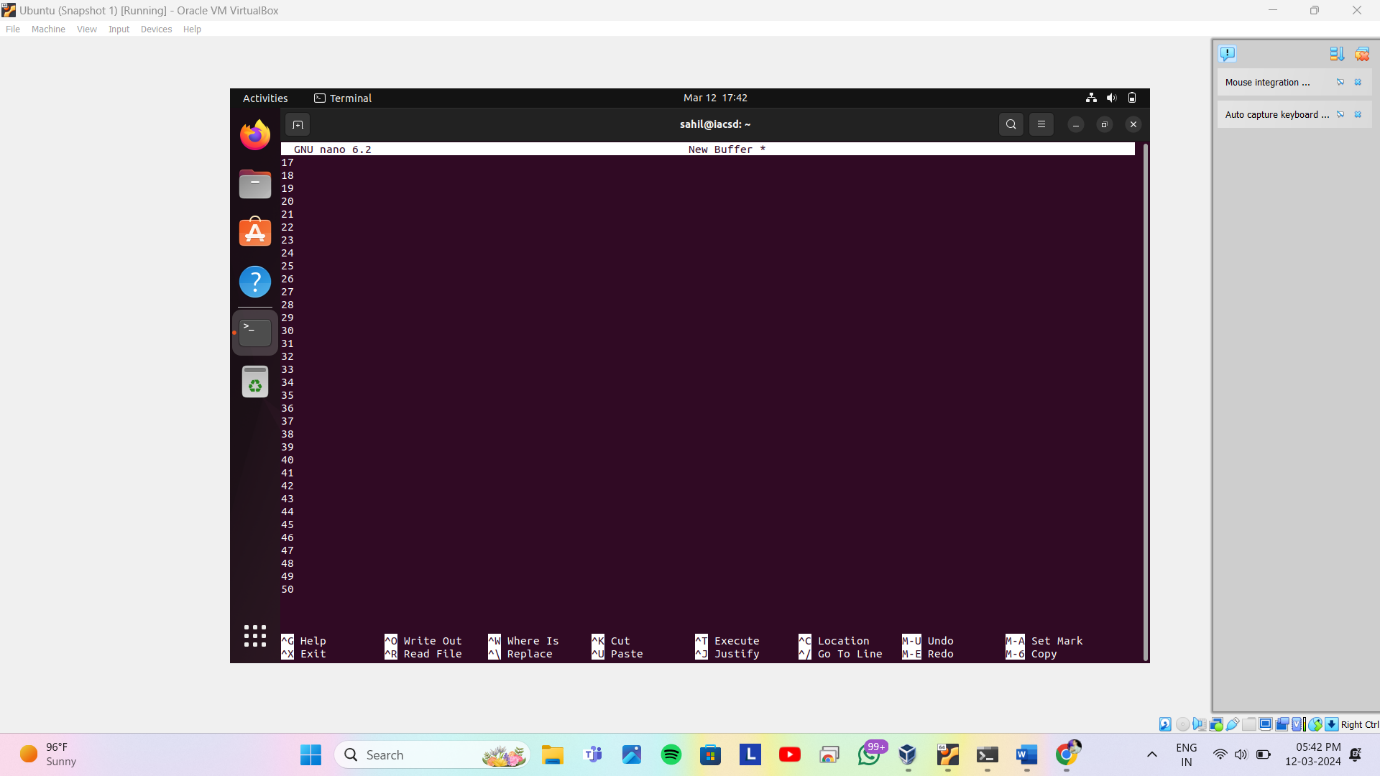 Ubuntu (Snapshot 1) [Running] - Oracle VM VirtualBox
File Machine View Input Devices Help
Mouse integration ...
Auto capture keyboard ...
Activities Terminal Mar 12 17:42
sahil@lacsd: ~
GNU nano 6.2 New Buffer *
17
18
19
20
21
22
23
24
25
26
27
28
29
30
31
32
33
34
35
36
37
38
39
40
41
42
43
44
45
46
47
48
49
50
^G Help ^O Write Out ^W Where Is ^K Cut ^T Execute ^C Location M-U Undo M-A Set Mark
^X Exit ^R Read File ^\ Replace ^U Paste ^J Justify ^/ Go To Line M-E Redo M-6 Copy
Right Ctrl
96°F
Sunny
Search
99+
ENG
IN
05:42 PM
12-03-2024